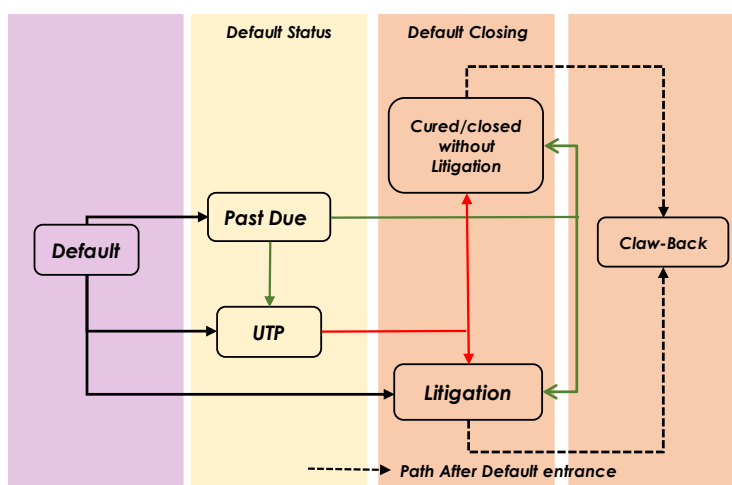 Default Status
Default Closing
Cured/closed
without
Litigation
Past Due
Default
Claw-Back
UTP
Litigation
Path After Default entrance